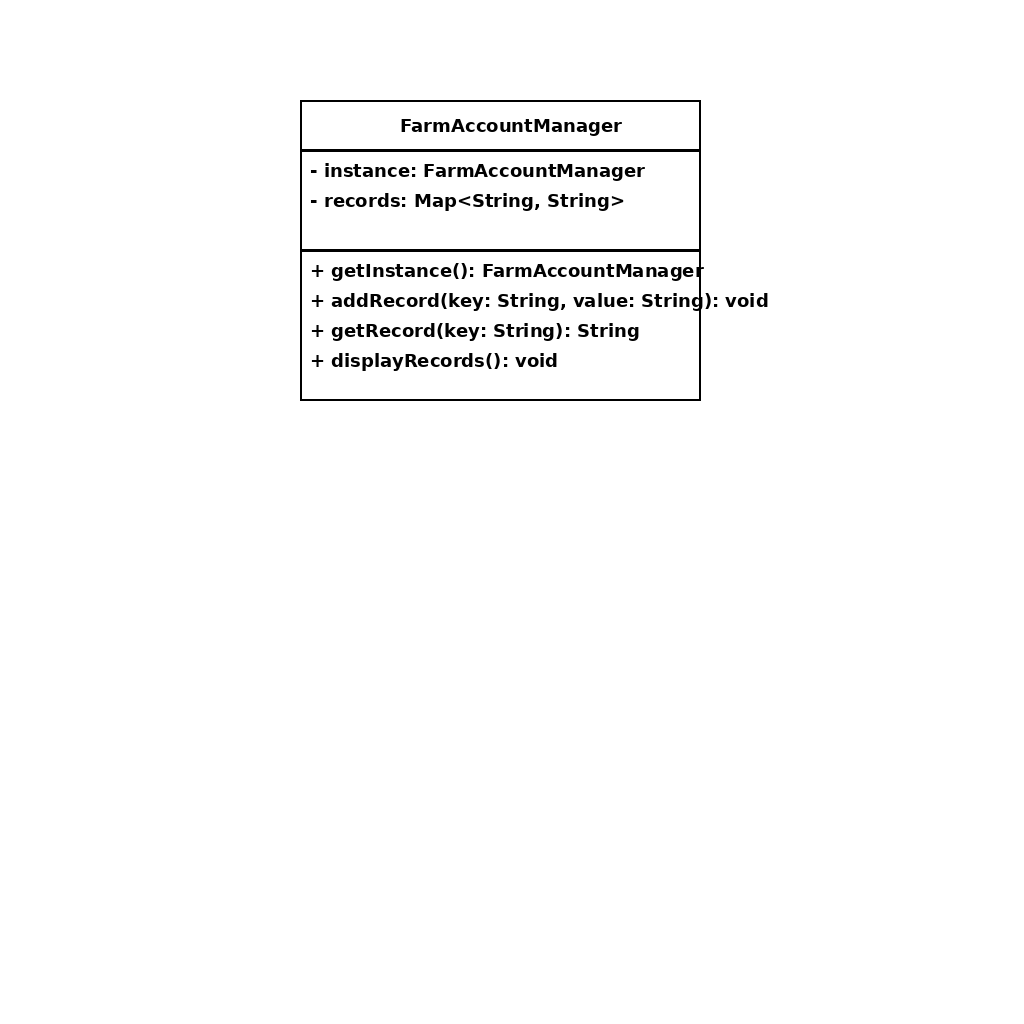 FarmAccountManager
- instance: FarmAccountManager
- records: Map<String, String>
+ getInstance(): FarmAccountManager
+ addRecord(key: String, value: String): void
+ getRecord(key: String): String
+ displayRecords(): void